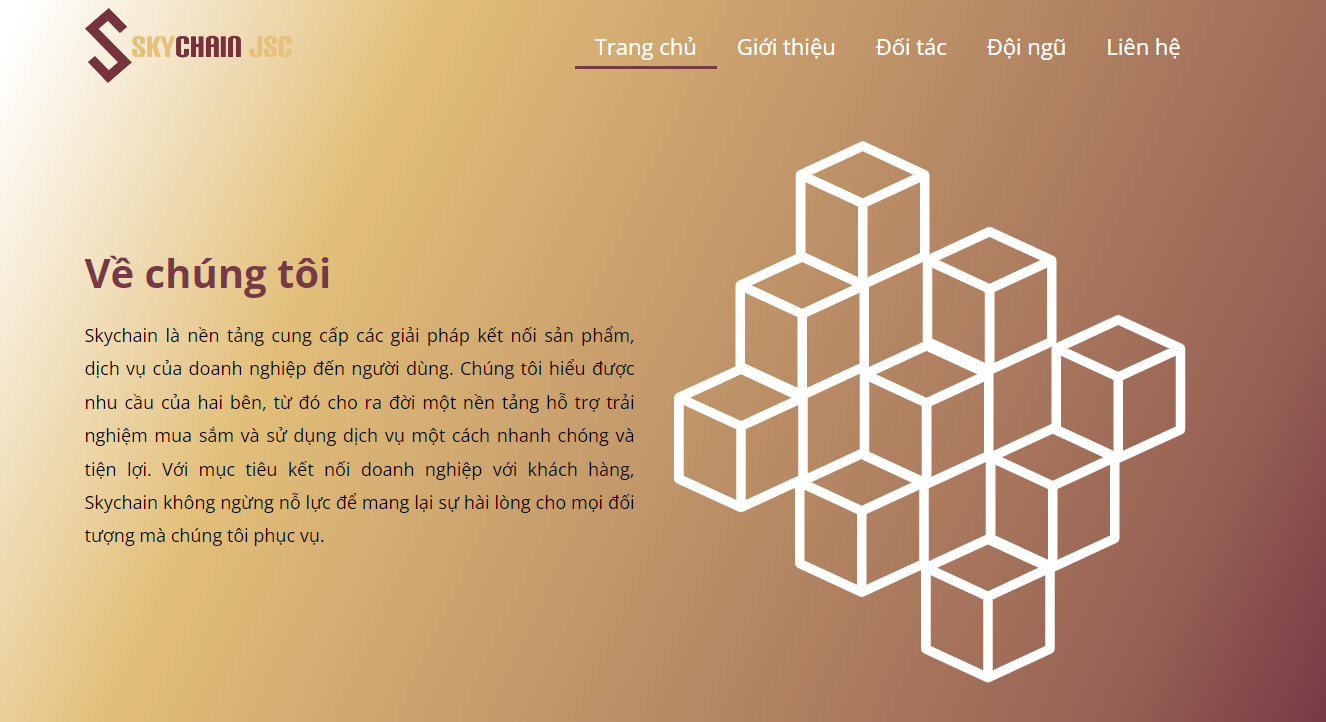 SKYCHAIN JSC
Trang chủ Giới thiệu Đối tác Đội ngũ Liên hệ
Về chúng tôi
Skychain là nền tảng cung cấp các giải pháp kết nối sản phẩm,
dịch vụ của doanh nghiệp đến người dùng. Chúng tôi hiểu được
nhu cầu của hai bên, từ đó cho ra đời một nền tảng hỗ trợ trải
nghiệm mua sắm và sử dụng dịch vụ một cách nhanh chóng và
tiện lợi. Với mục tiêu kết nối doanh nghiệp với khách hàng,
Skychain không ngừng nỗ lực để mang lại sự hài lòng cho mọi đối
tượng mà chúng tôi phục vụ.